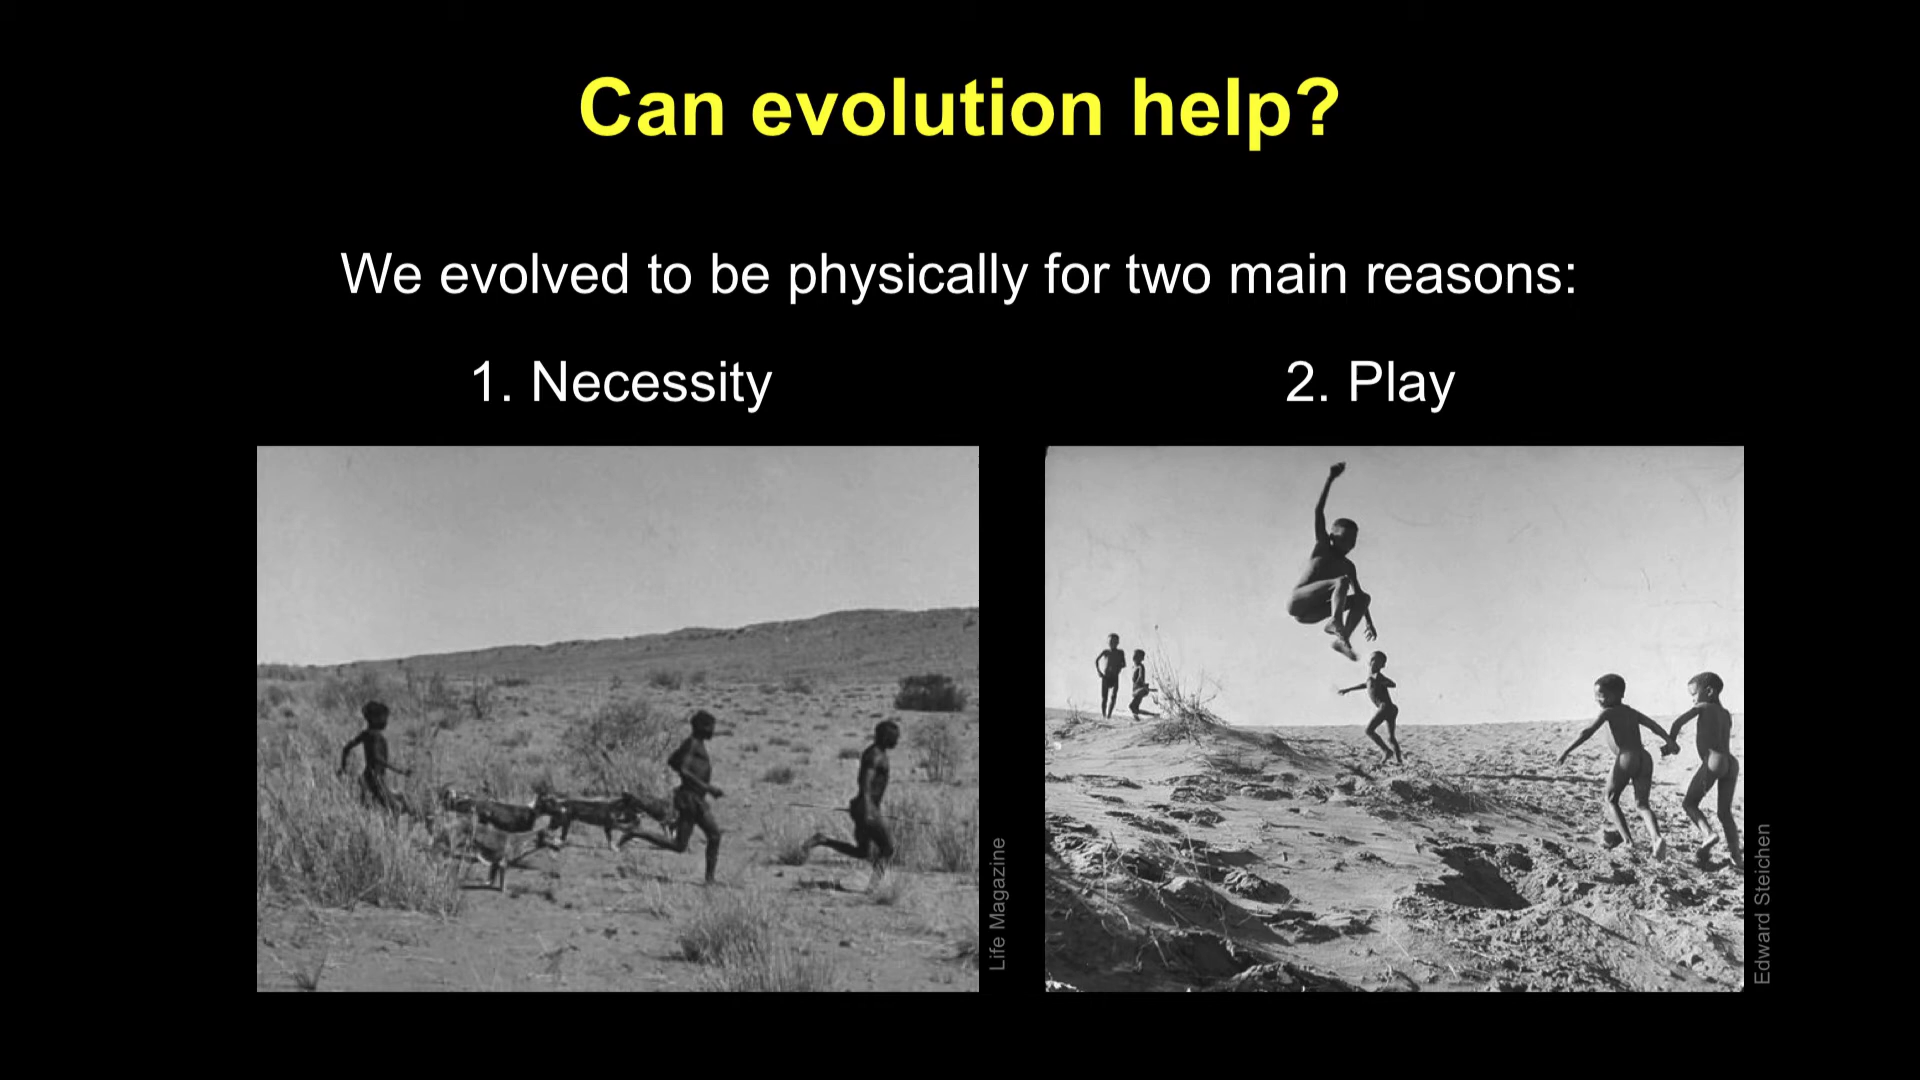 Can evolution help?
We evolved to be physically for two main reasons:
1. Necessity
2. Play
Life Magazine
Edward Steichen